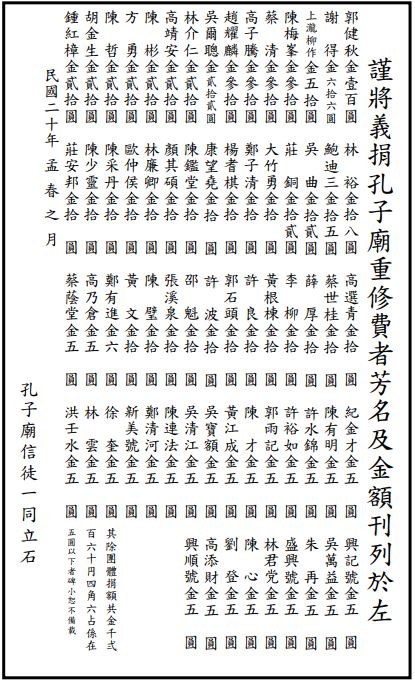 謹將義捐孔子廟重修費者芳名及金額刊列於左
郭健秋金壹百圓 林裕金拾八圓 高選青金拾圓 紀金才金五圓 興記號金五圓
謝得金六拾六圓 鮑迪三金拾五圓 蔡世桂金拾圓 陳有明金五圓 吳萬益金五圓
上瀧柳作金五拾圓 吳曲金拾貳圓 薛厚金拾圓 許水錦金五圓 朱再金五圓
陳梅峯金參拾圓 莊銅金拾貳圓 李柳金拾圓 許裕如金五圓 盛興號金五圓
蔡清金參拾圓 大竹勇金拾圓 黃根棟金拾圓 郭雨記金五圓 林君党金五圓
高子騰金參拾圓 鄭子清金拾圓 許良金拾圓 陳才金五圓 陳心金五圓
趙耀麟金參拾圓 楊耆棋金拾圓 郭石頭金拾圓 黃江成金五圓 劉登金五圓
吳爾聰金貳拾貳圓 康望堯金拾圓 許波金拾圓 吳寶額金五圓 高添財金五圓
林介仁金貳拾圓 陳鑑堂金拾圓 邵魁金拾圓 吳清江金五圓 興順號金五圓
高靖安金貳拾圓 顏其碩金拾圓 張溪泉金拾圓 陳連法金五圓
陳彬金貳拾圓 林廉卿金拾圓 陳璧金拾圓 鄭清河金五圓
方勇金貳拾圓 歐仲侯金拾圓 黃文金拾圓 新美號金五圓
陳哲金貳拾圓 陳采丹金拾圓 鄭有進金六圓 徐奎金五圓 其除團體捐額共金千弍
胡金生金貳拾圓 陳少靈金拾圓 高乃倉金五圓 林雲金五圓 百六十円四角六占係在
鍾紅樟金貳拾圓 莊安邦金拾圓 蔡蔭堂金五圓 洪壬水金五圓 五圓以下者碑小恕不備載
民國二十年孟春之月
孔子廟信徒一同立石